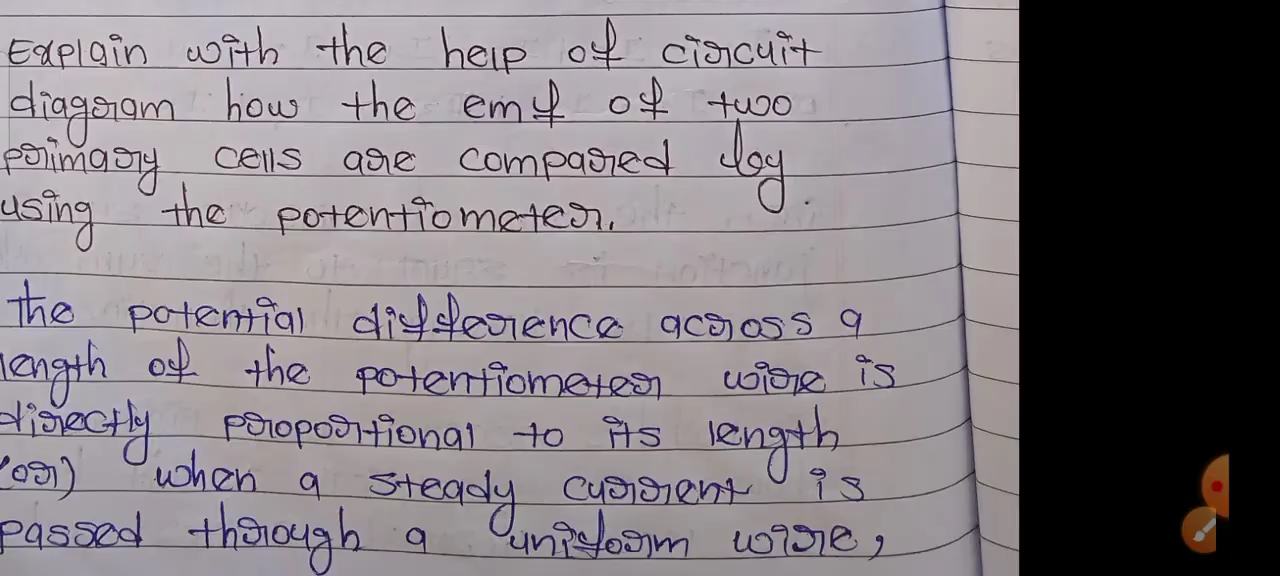 Explain with the help of circuit
diagram how the emf of two
primary cells are compared by
using the potentiometer.
the potential difference across a
length of the potentiometer wire is
directly proportional to its length
(or) when a steady current is
passed through a uniform wire,